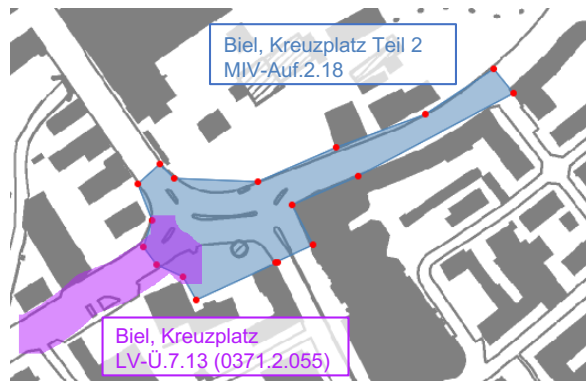 Biel, Kreuzplatz Teil 2
MIV-Auf.2.18
Biel, Kreuzplatz
LV-Ü.7.13 (0371.2.055)